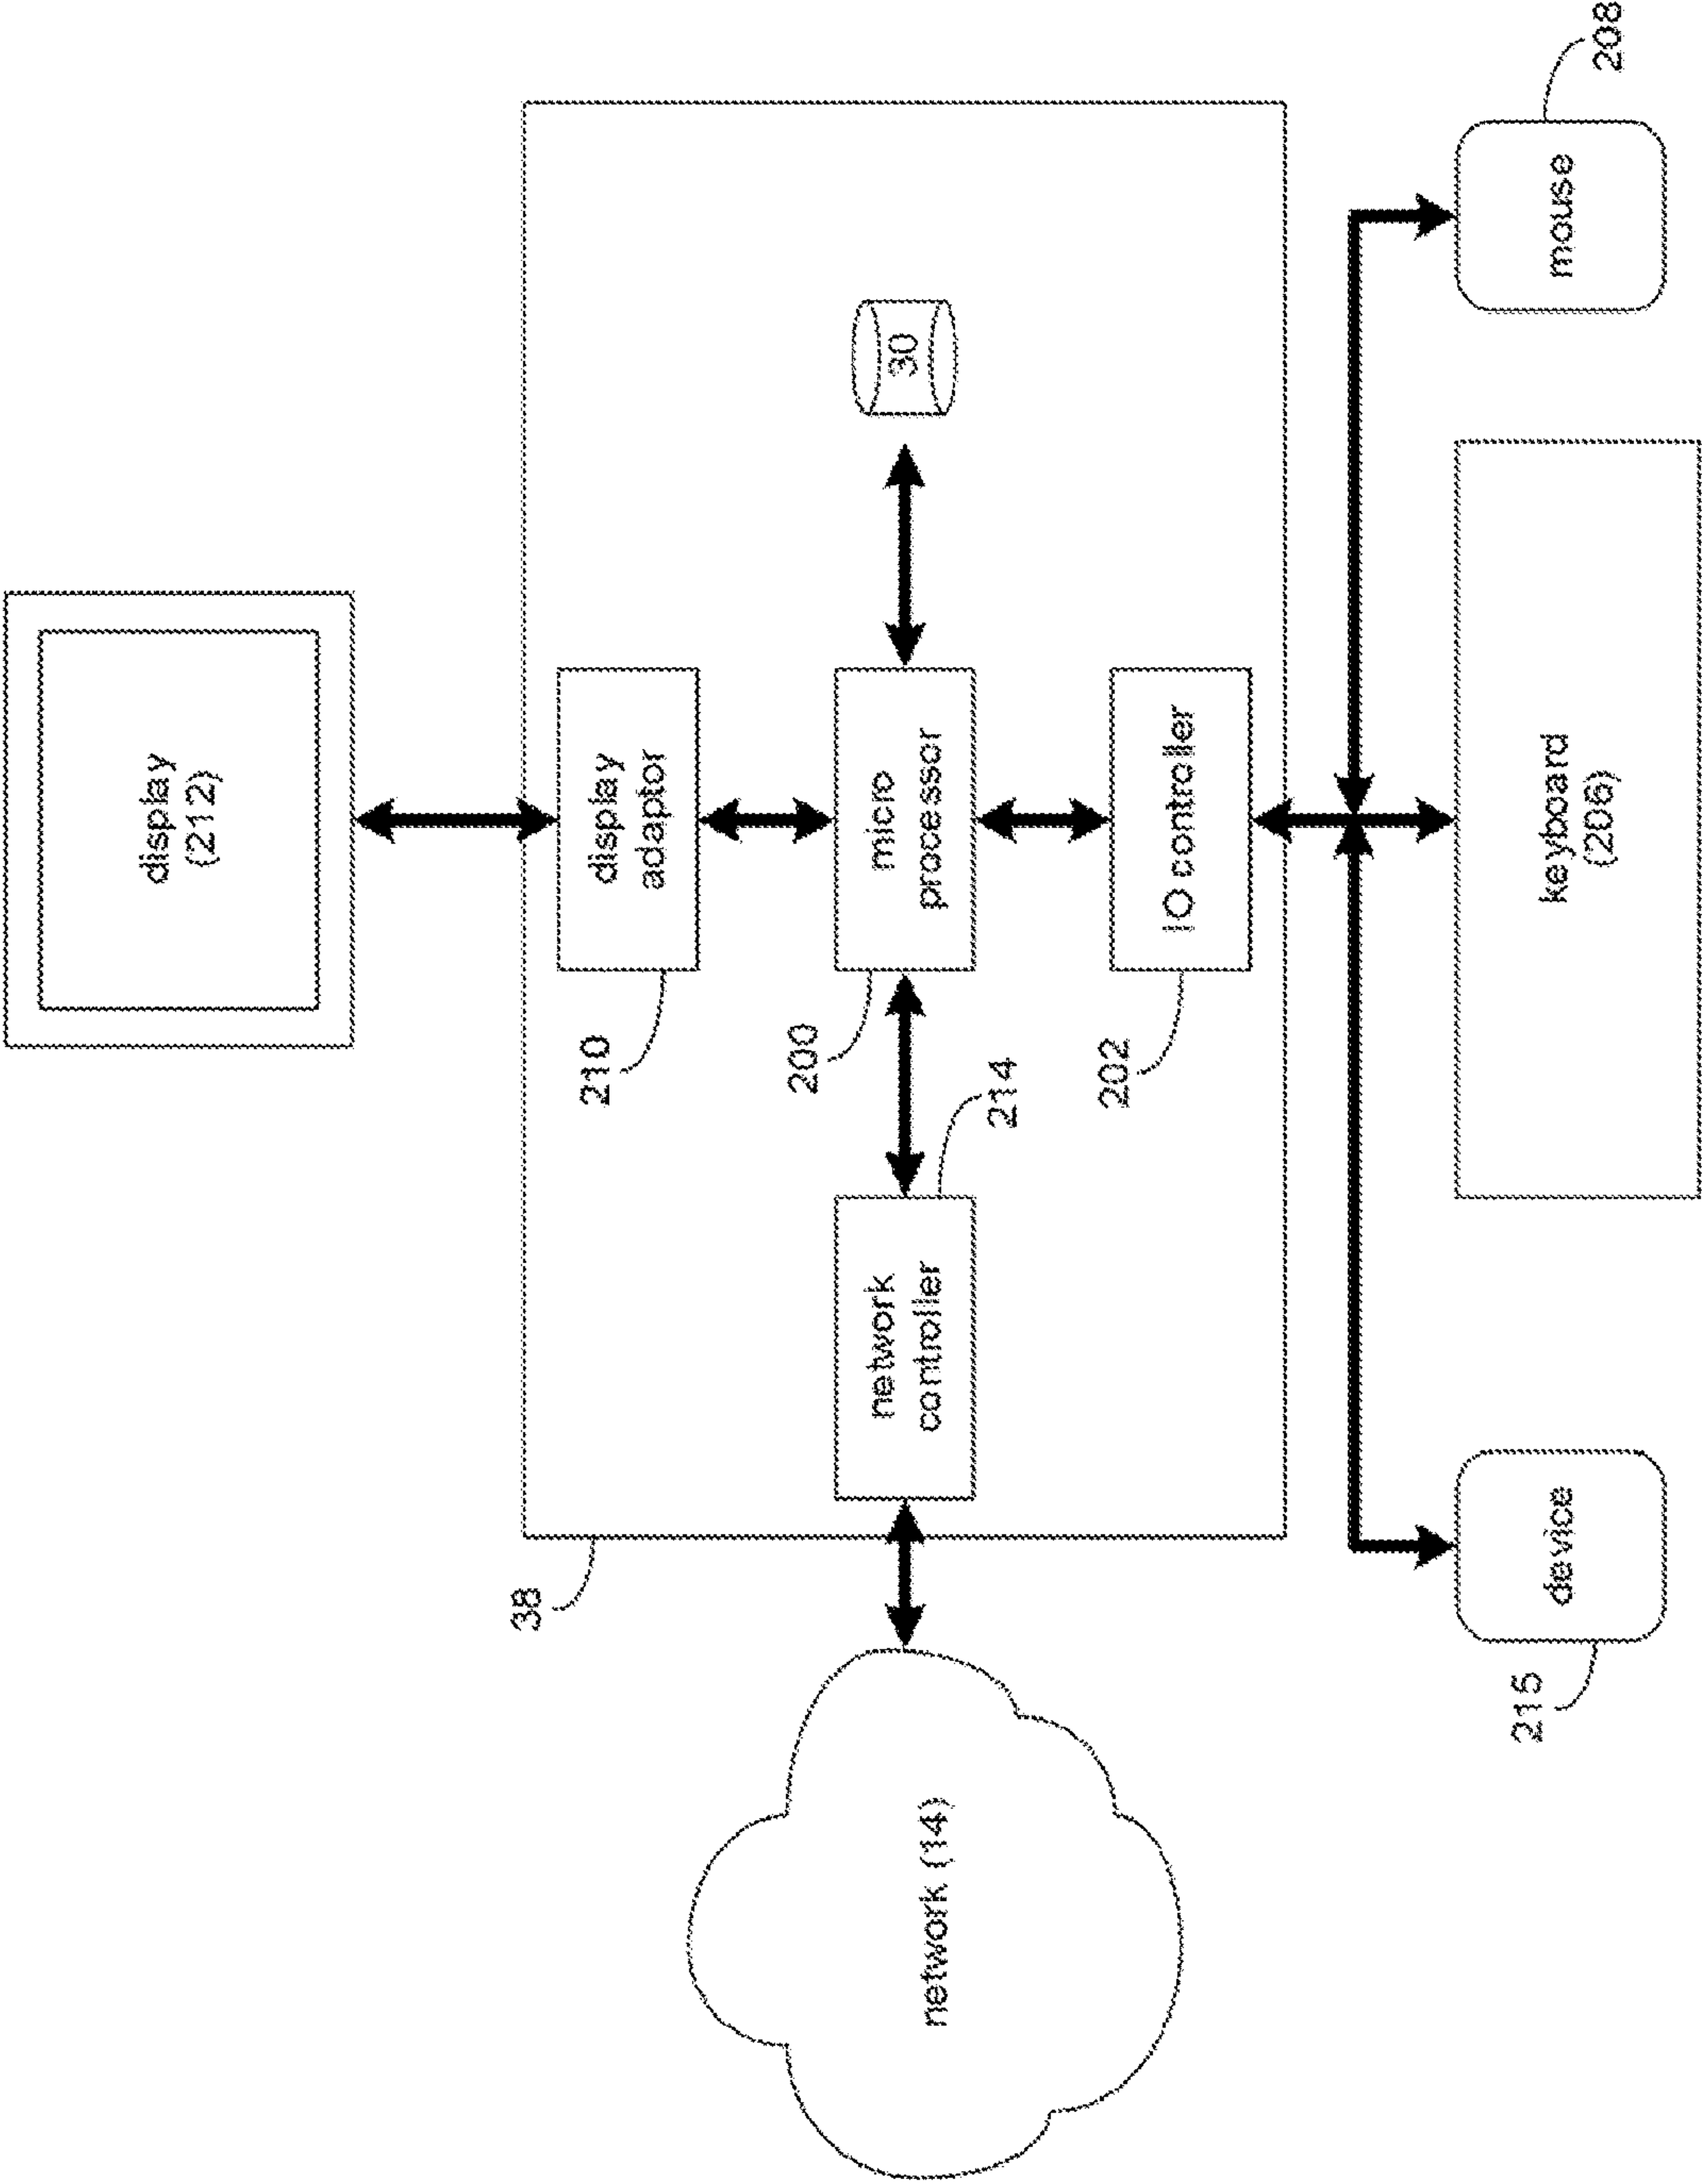 display
(212)
display
adaptor
210
micro
processor
200
30
network
controller
214
IO controller
202
38
network (14)
keyboard
(206)
mouse
208
device
215